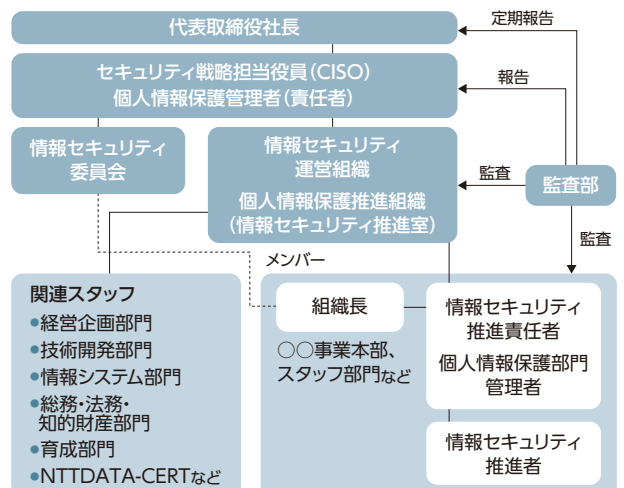 代表取締役社長
定期報告
セキュリティ戦略担当役員(CISO)
個人情報保護管理者(責任者)
報告
情報セキュリティ
委員会
情報セキュリティ
運営組織
個人情報保護推進組織
(情報セキュリティ推進室)
監査
監査部
監査
メンバー
関連スタッフ
●経営企画部門
●技術開発部門
●情報システム部門
●総務・法務・
知的財産部門
●育成部門
●NTTDATA-CERTなど
組織長
○○事業本部、
スタッフ部門など
情報セキュリティ
推進責任者
個人情報保護部門
管理者
情報セキュリティ
推進者